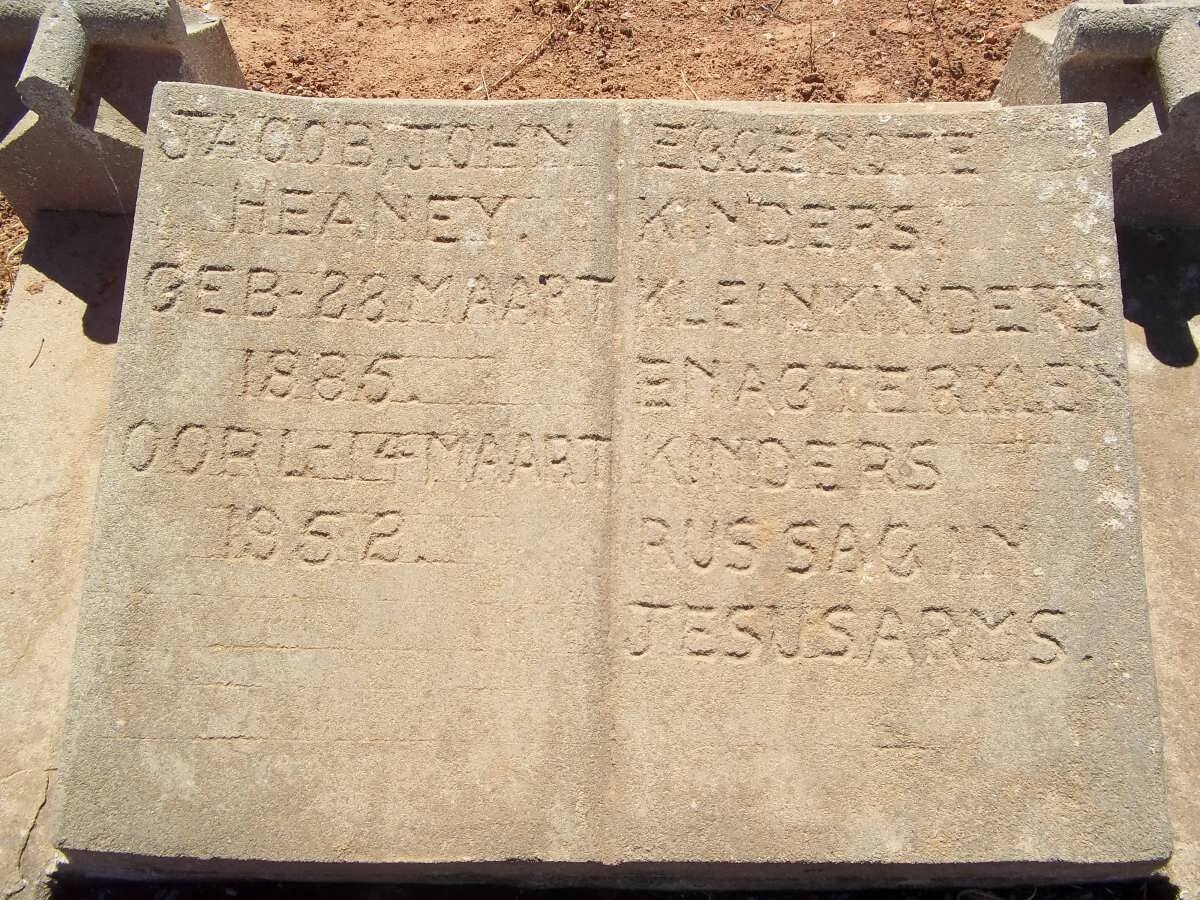 JACOB, JOHN
HEANEY.
GEB-28 MAART
1886.
OORL-14 MAART
1952.
EGGENOTE
KINDERS
KLEINKINDERS
EN AGTERKLEN
KINDERS
RUS SAG IN
JESUS ARMS.